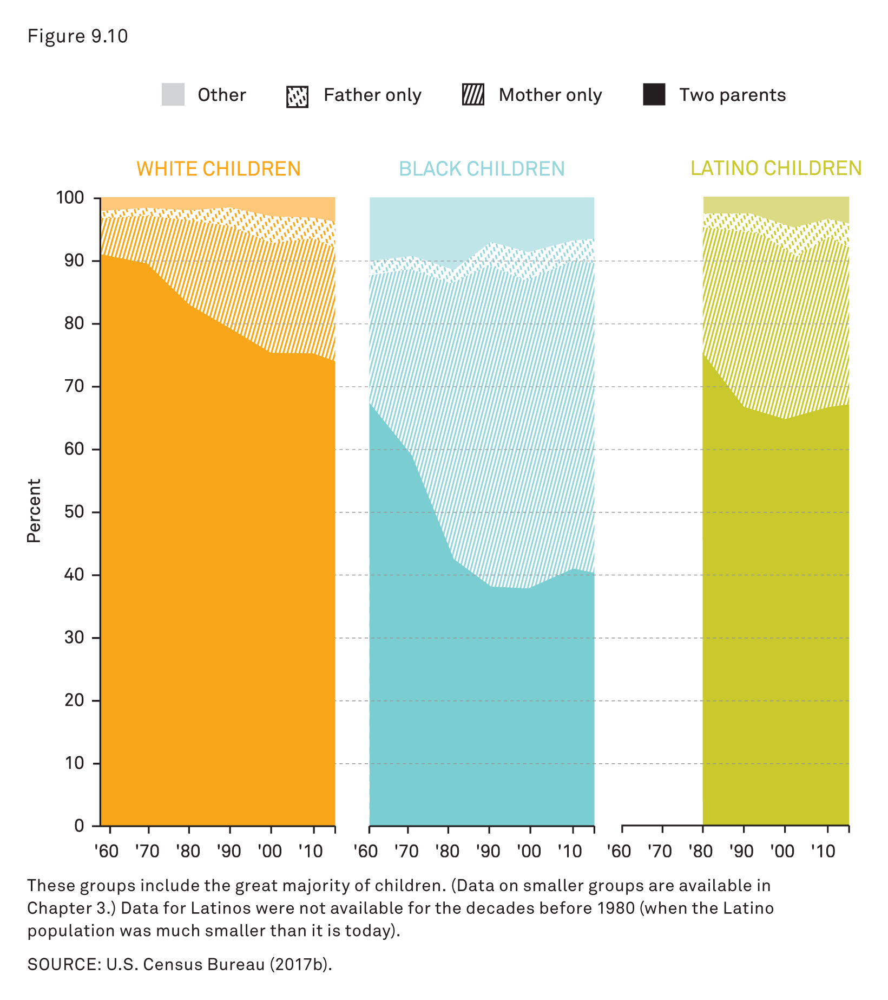 Figure 9.10
Other Father only Mother only Two parents
WHITE CHILDREN BLACK CHILDREN LATINO CHILDREN
100
90
80
70
60
50
40
30
20
10
0
Percent
'60 '70 '80 '90 '00 '10 '60 '70 '80 '90 '00 '10 '60 '70 '80 '90 '00 '10
These groups include the great majority of children. (Data on smaller groups are available in
Chapter 3.) Data for Latinos were not available for the decades before 1980 (when the Latino
population was much smaller than it is today).
SOURCE: U.S. Census Bureau (2017b).